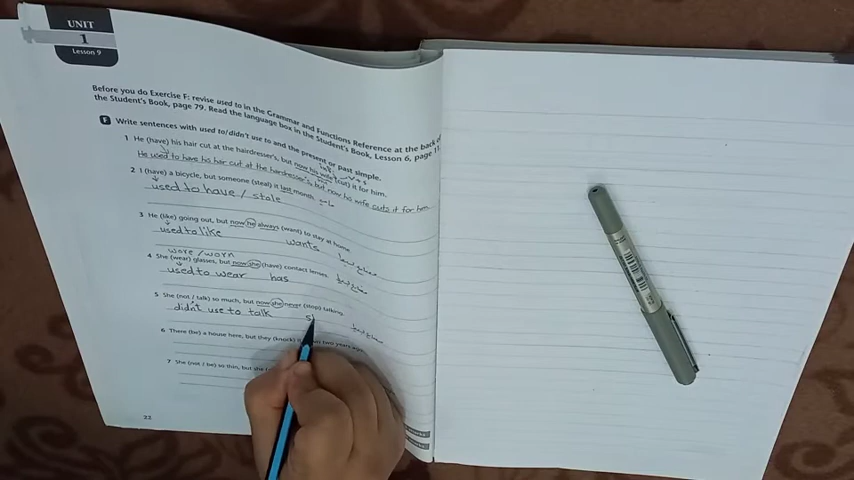 UNIT
1
Lesson 9
Before you do Exercise F: revise used to in the Grammar and Functions Reference at the back of
the Student's Book, page 79. Read the language box in the Student's Book, Lesson 6, page 11.
F Write sentences with used to/didn't use to and the present or past simple.
1 He (have) his hair cut at the hairdresser's, but now his wife (cut) it for him.
He used to have his hair cut at the hairdresser's, but now his wife cuts it for him.
2 I (have) a bicycle, but someone (steal) it last month.
used to have / stole
3 He (like) going out, but now he always (want) to stay at home.
used to like wants
wore / worn
4 She (wear) glasses, but now she (have) contact lenses.
used to wear has
5 She (not / talk) so much, but now she never (stop) talking.
didn't use to talk s
6 There (be) a house here, but they (knock) it two years ago.
7 She (not / be) so thin, but she
22